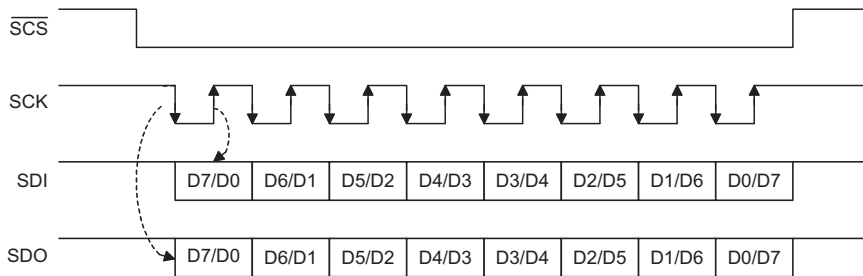 SCS
SCK
SDI D7/D0 D6/D1 D5/D2 D4/D3 D3/D4 D2/D5 D1/D6 D0/D7
SDO D7/D0 D6/D1 D5/D2 D4/D3 D3/D4 D2/D5 D1/D6 D0/D7